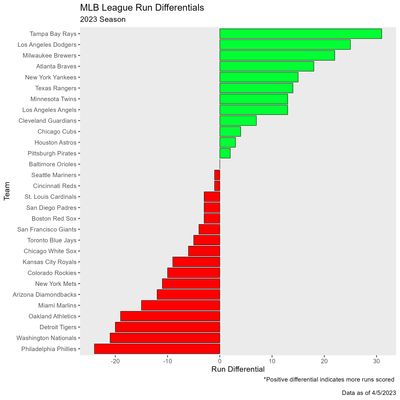 MLB League Run Differentials
2023 Season
Team
Tampa Bay Rays
Los Angeles Dodgers
Milwaukee Brewers
Atlanta Braves
New York Yankees
Texas Rangers
Minnesota Twins
Los Angeles Angels
Cleveland Guardians
Chicago Cubs
Houston Astros
Pittsburgh Pirates
Baltimore Orioles
Seattle Mariners
Cincinnati Reds
St. Louis Cardinals
San Diego Padres
Boston Red Sox
San Francisco Giants
Toronto Blue Jays
Chicago White Sox
Kansas City Royals
Colorado Rockies
New York Mets
Arizona Diamondbacks
Miami Marlins
Oakland Athletics
Detroit Tigers
Washington Nationals
Philadelphia Phillies
-20 -10 0 10 20 30
Run Differential
*Positive differential indicates more runs scored
Data as of 4/5/2023